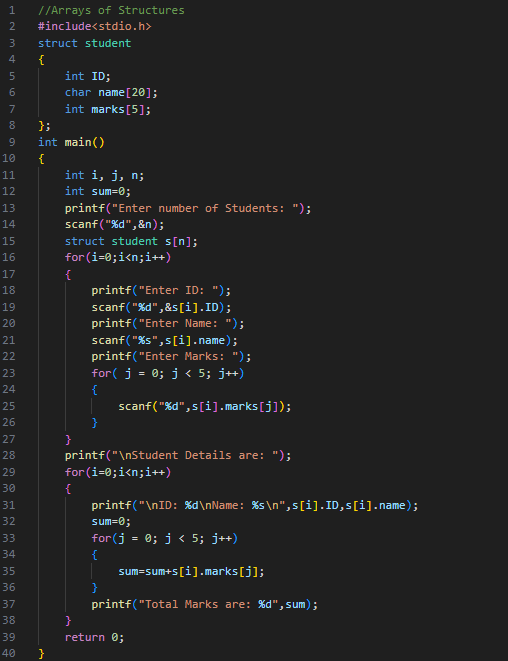 1 //Arrays of Structures
2 #include<stdio.h>
3 struct student
4 {
5     int ID;
6     char name[20];
7     int marks[5];
8 };
9 int main()
10 {
11     int i, j, n;
12     int sum=0;
13     printf("Enter number of Students: ");
14     scanf("%d",&n);
15     struct student s[n];
16     for(i=0;i<n;i++)
17     {
18         printf("Enter ID: ");
19         scanf("%d",&s[i].ID);
20         printf("Enter Name: ");
21         scanf("%s",s[i].name);
22         printf("Enter Marks: ");
23         for( j = 0; j < 5; j++)
24         {
25             scanf("%d",s[i].marks[j]);
26         }
27     }
28     printf("\nStudent Details are: ");
29     for(i=0;i<n;i++)
30     {
31         printf("\nID: %d\nName: %s\n",s[i].ID,s[i].name);
32         sum=0;
33         for(j = 0; j < 5; j++)
34         {
35             sum=sum+s[i].marks[j];
36         }
37         printf("Total Marks are: %d",sum);
38     }
39     return 0;
40 }